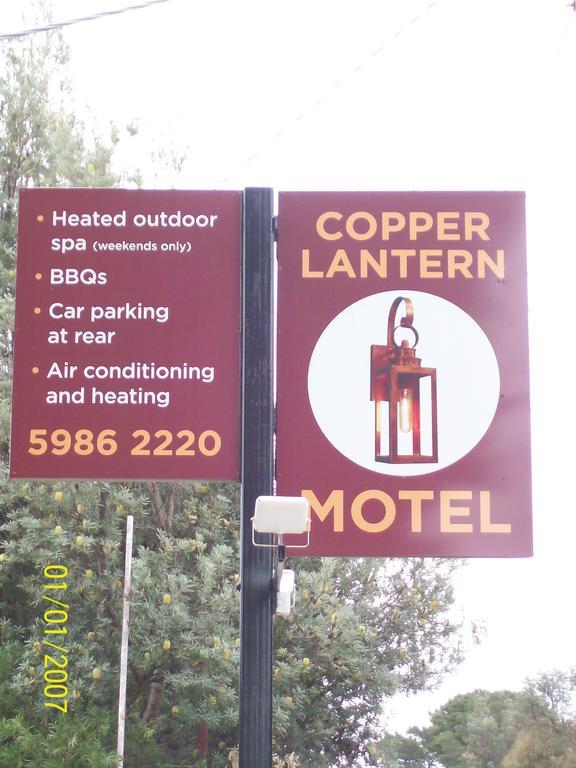 • Heated outdoor
spa (weekends only)
• BBQs
• Car parking
at rear
• Air conditioning
and heating
5986 2220
COPPER
LANTERN
MOTEL
01/01/2007